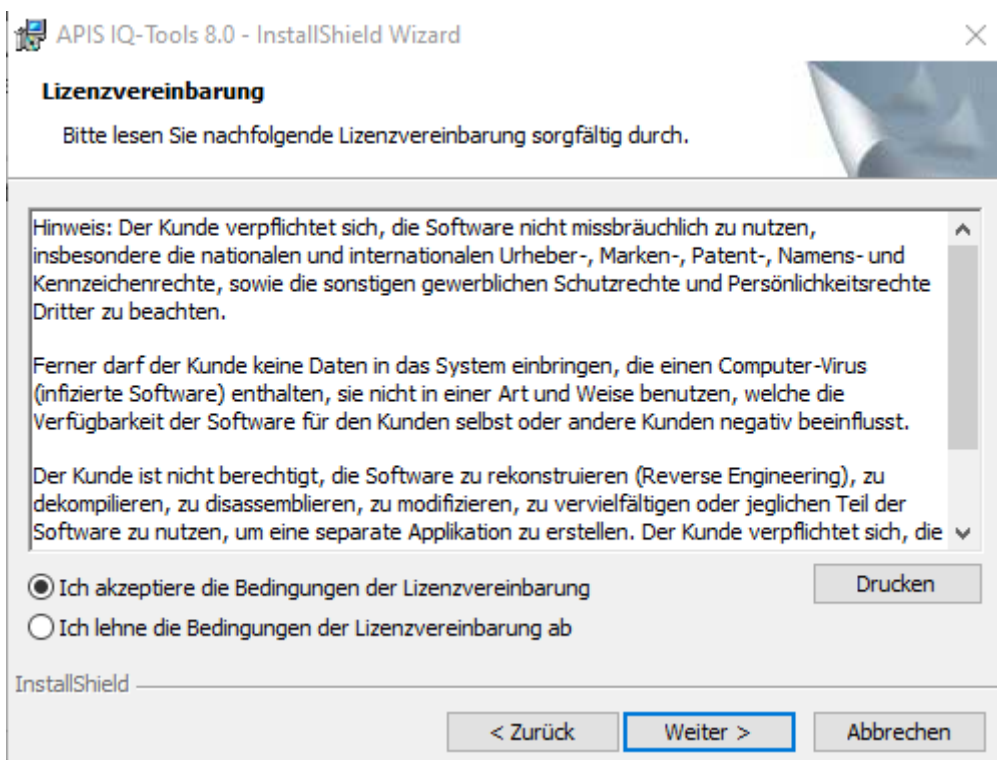 APIS IQ-Tools 8.0 - InstallShield Wizard
Lizenzvereinbarung
Bitte lesen Sie nachfolgende Lizenzvereinbarung sorgfältig durch.
Hinweis: Der Kunde verpflichtet sich, die Software nicht missbräuchlich zu nutzen,
insbesondere die nationalen und internationalen Urheber-, Marken-, Patent-, Namens- und
Kennzeichenrechte, sowie die sonstigen gewerblichen Schutzrechte und Persönlichkeitsrechte
Dritter zu beachten.
Ferner darf der Kunde keine Daten in das System einbringen, die einen Computer-Virus
(infizierte Software) enthalten, sie nicht in einer Art und Weise benutzen, welche die
Verfügbarkeit der Software für den Kunden selbst oder andere Kunden negativ beeinflusst.
Der Kunde ist nicht berechtigt, die Software zu rekonstruieren (Reverse Engineering), zu
dekompilieren, zu disassemblieren, zu modifizieren, zu vervielfältigen oder jeglichen Teil der
Software zu nutzen, um eine separate Applikation zu erstellen. Der Kunde verpflichtet sich, die
Ich akzeptiere die Bedingungen der Lizenzvereinbarung
Drucken
Ich lehne die Bedingungen der Lizenzvereinbarung ab
InstallShield
< Zurück
Weiter >
Abbrechen